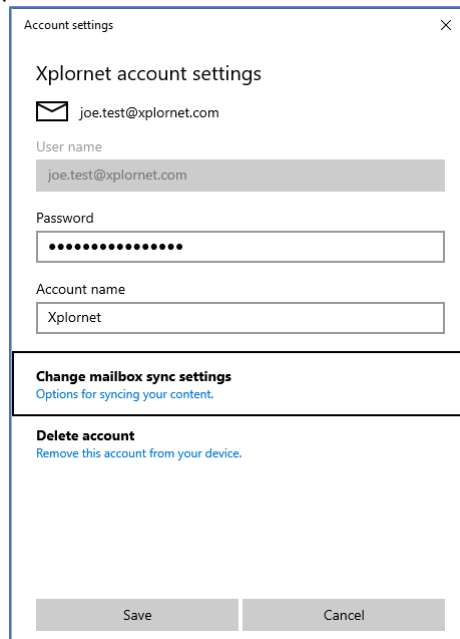 Account settings
Xplornet account settings
joe.test@xplornet.com
User name
joe.test@xplornet.com
Password
●●●●●●●●●●●●●●●●
Account name
Xplornet
Change mailbox sync settings
Options for syncing your content.
Delete account
Remove this account from your device.
Save Cancel